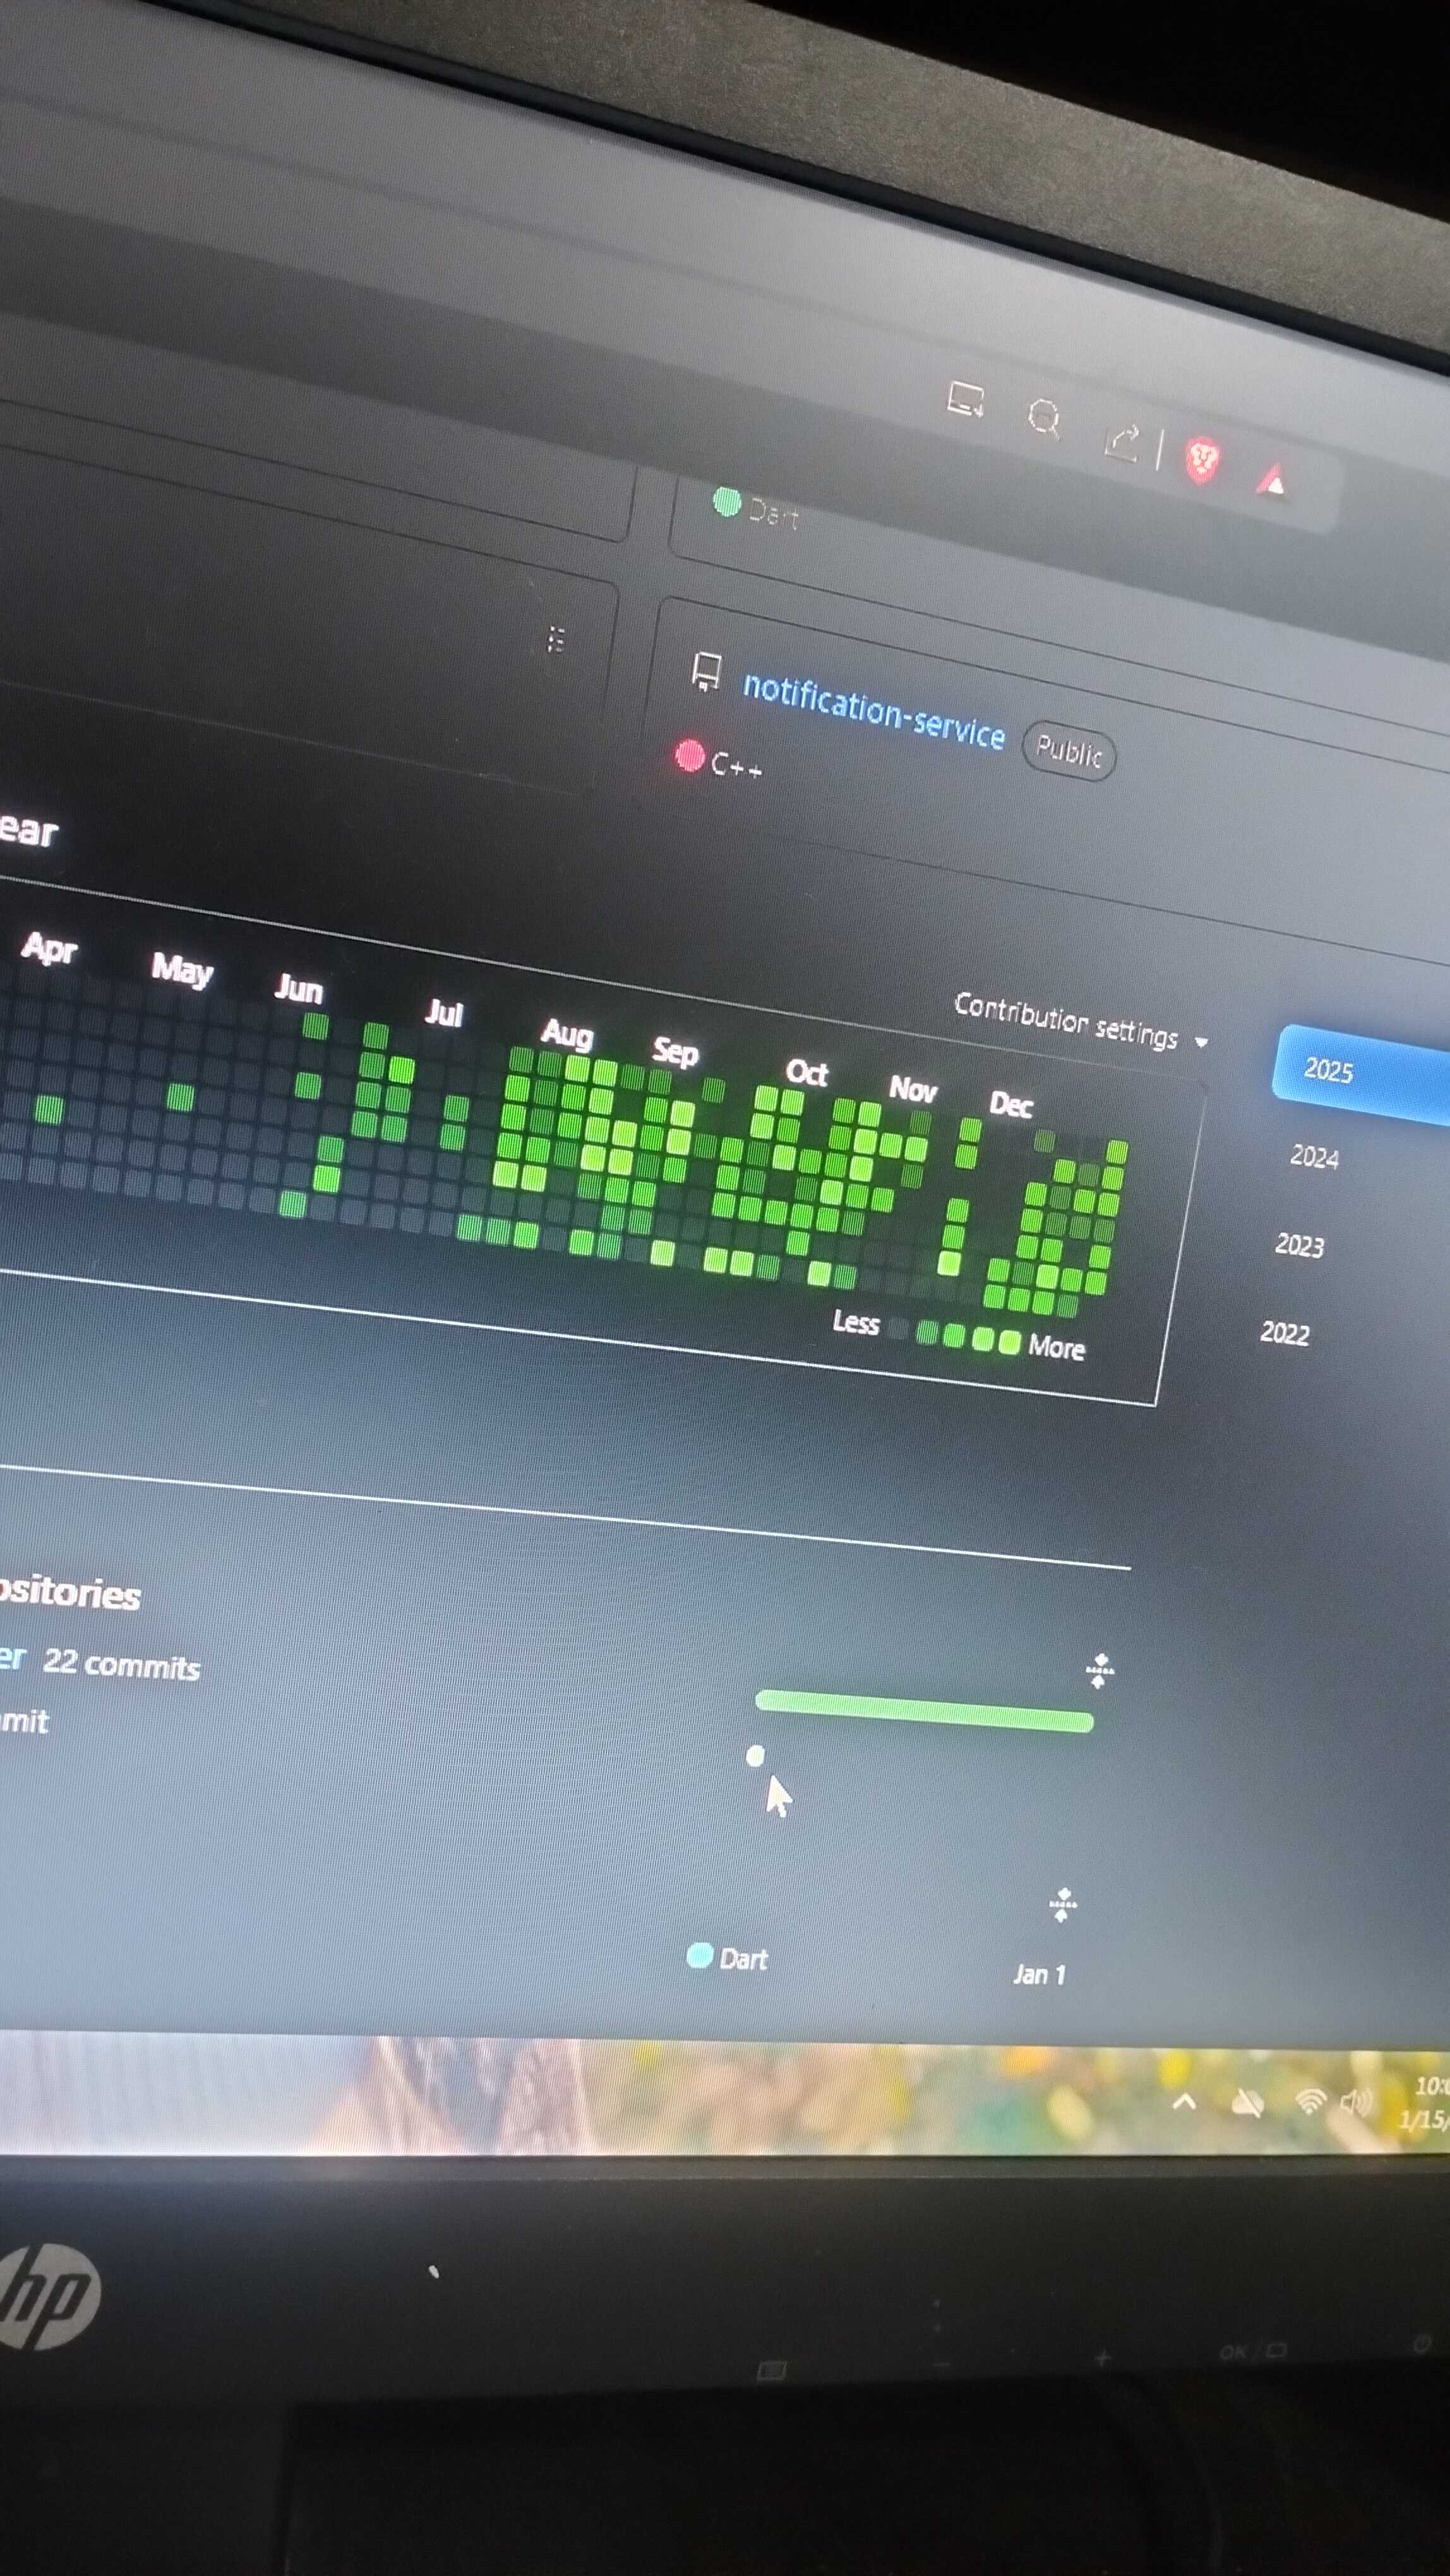 Dart
notification-service Public
C++
ear
Apr May Jun Jul Aug Sep Oct Nov Dec
Contribution settings
2025
2024
2023
2022
Less More
ositories
er 22 commits
mit
Dart Jan 1
10:
1/15/
hp
- + OK /